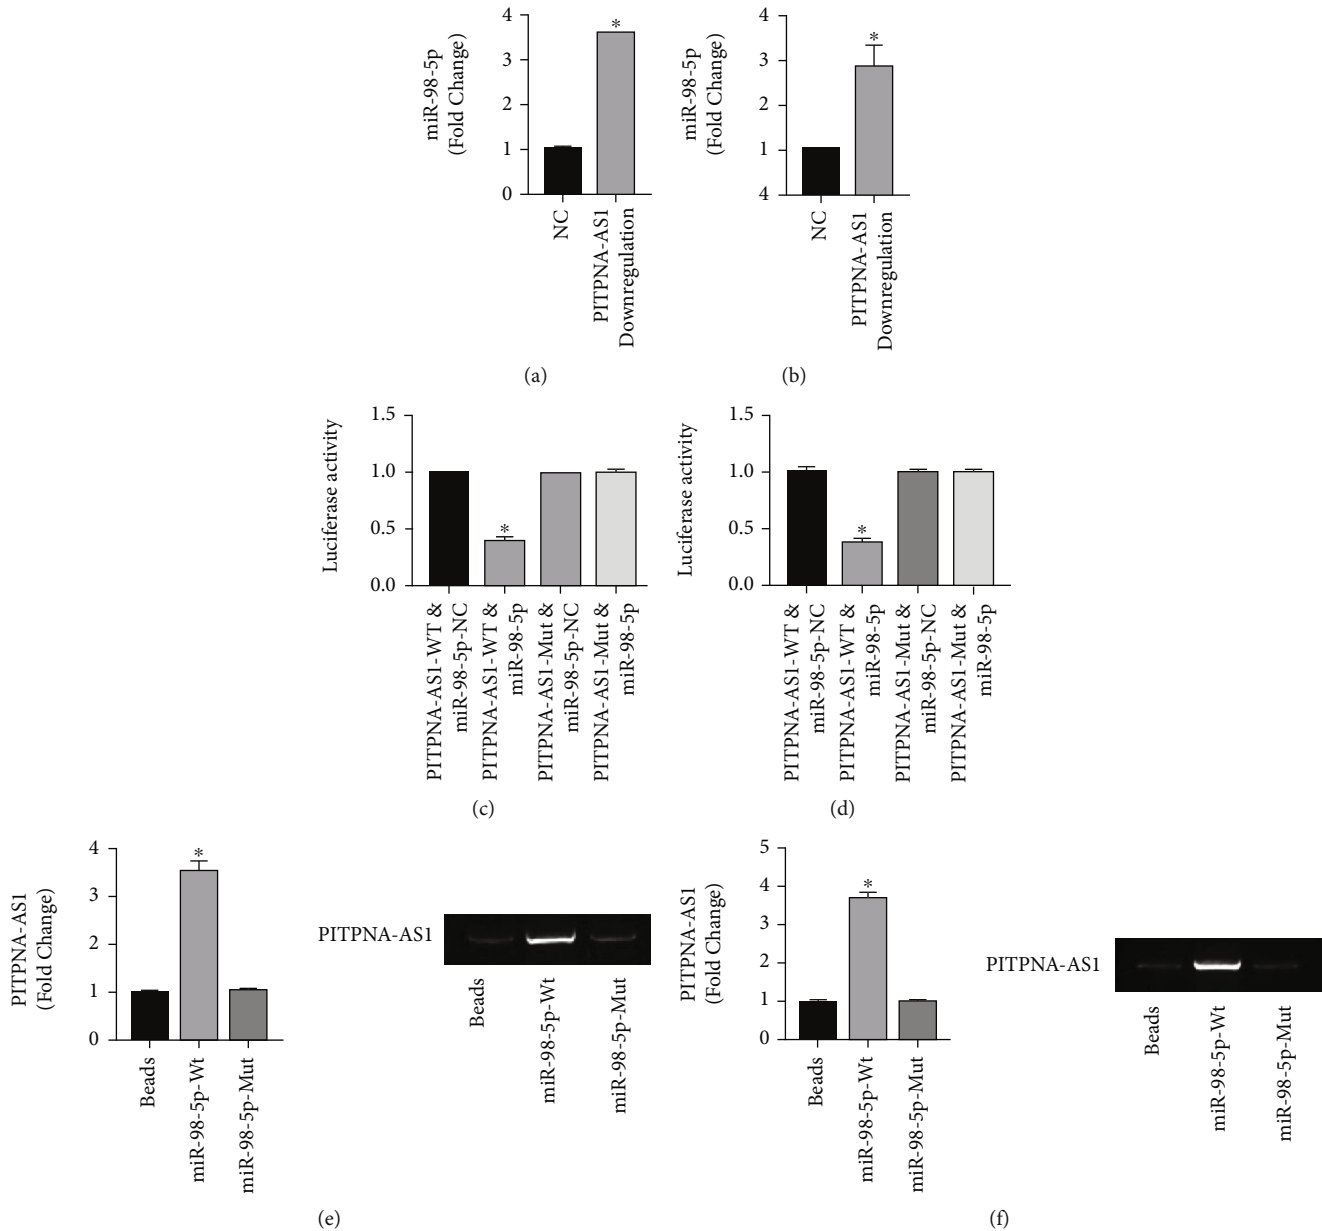 miR-98-5p
(Fold Change)
4
3
2
1
0
*
NC
PITPNA-AS1
Downregulation
(a)
miR-98-5p
(Fold Change)
4
3
2
1
4
*
NC
PITPNA-AS1
Downregulation
(b)
Luciferase activity
1.5
1.0
0.5
0.0
*
PITPNA-AS1-WT &
miR-98-5p-NC
PITPNA-AS1-WT &
miR-98-5p
PITPNA-AS1-Mut &
miR-98-5p-NC
PITPNA-AS1-Mut &
miR-98-5p
(c)
Luciferase activity
1.5
1.0
0.5
0.0
*
PITPNA-AS1-WT &
miR-98-5p-NC
PITPNA-AS1-WT &
miR-98-5p
PITPNA-AS1-Mut &
miR-98-5p-NC
PITPNA-AS1-Mut &
miR-98-5p
(d)
PITPNA-AS1
(Fold Change)
4
3
2
1
0
*
Beads
miR-98-5p-Wt
miR-98-5p-Mut
PITPNA-AS1
Beads
miR-98-5p-Wt
miR-98-5p-Mut
(e)
PITPNA-AS1
(Fold Change)
5
4
3
2
1
0
*
Beads
miR-98-5p-Wt
miR-98-5p-Mut
PITPNA-AS1
Beads
miR-98-5p-Wt
miR-98-5p-Mut
(f)